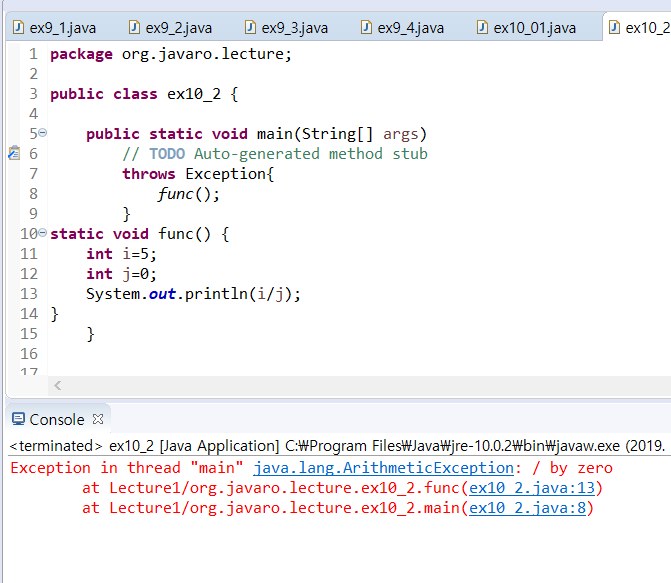 ex9_1.java ex9_2.java ex9_3.java ex9_4.java ex10_01.java ex10_2
1 package org.javaro.lecture;
2
3 public class ex10_2 {
4
5 public static void main(String[] args)
6 // TODO Auto-generated method stub
7 throws Exception{
8 func();
9 }
10 static void func() {
11 int i=5;
12 int j=0;
13 System.out.println(i/j);
14 }
15 }
16
17
Console
<terminated> ex10_2 [Java Application] C:₩Program Files₩Java₩jre-10.0.2₩bin₩javaw.exe (2019.
Exception in thread "main" java.lang.ArithmeticException: / by zero
at Lecture1/org.javaro.lecture.ex10_2.func(ex10_2.java:13)
at Lecture1/org.javaro.lecture.ex10_2.main(ex10_2.java:8)